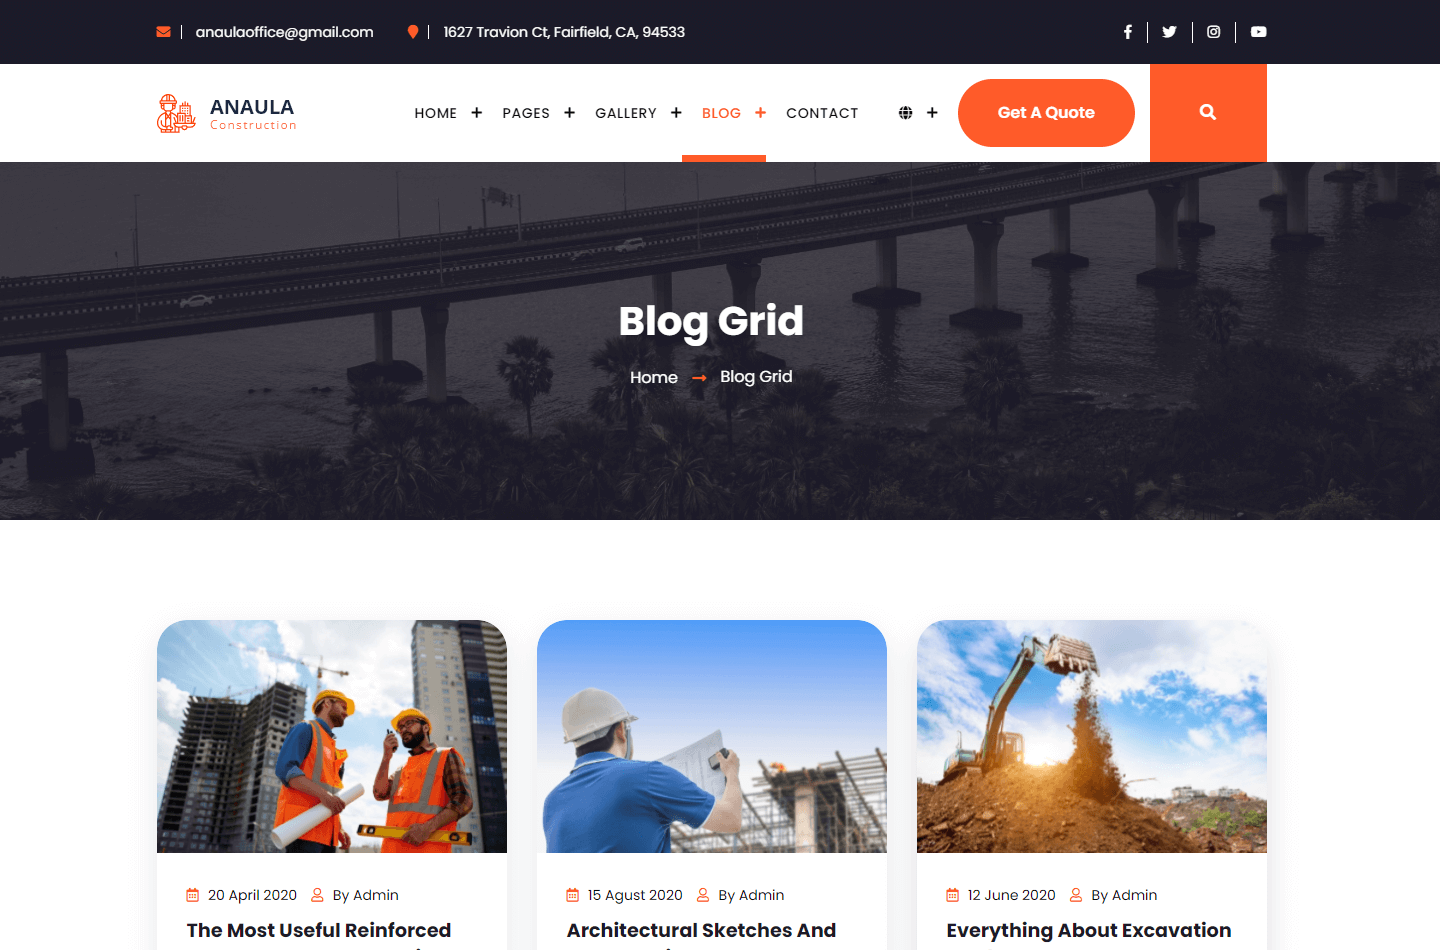 anaulaoffice@gmail.com
1627 Travion Ct, Fairfield, CA, 94533
ANAULA
Construction
HOME
PAGES
GALLERY
BLOG
CONTACT
Get A Quote
Blog Grid
Home
Blog Grid
20 April 2020
By Admin
The Most Useful Reinforced
15 Agust 2020
By Admin
Architectural Sketches And
12 June 2020
By Admin
Everything About Excavation